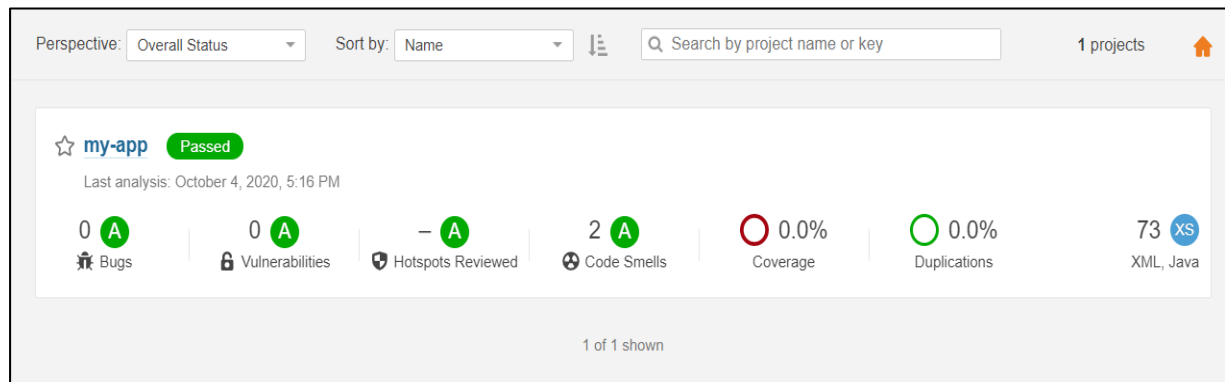 Perspective: Overall Status Sort by: Name Search by project name or key 1 projects
my-app Passed
Last analysis: October 4, 2020, 5:16 PM
0 A 0 A – A 2 A 0.0% 0.0% 73 XS
Bugs Vulnerabilities Hotspots Reviewed Code Smells Coverage Duplications XML, Java
1 of 1 shown